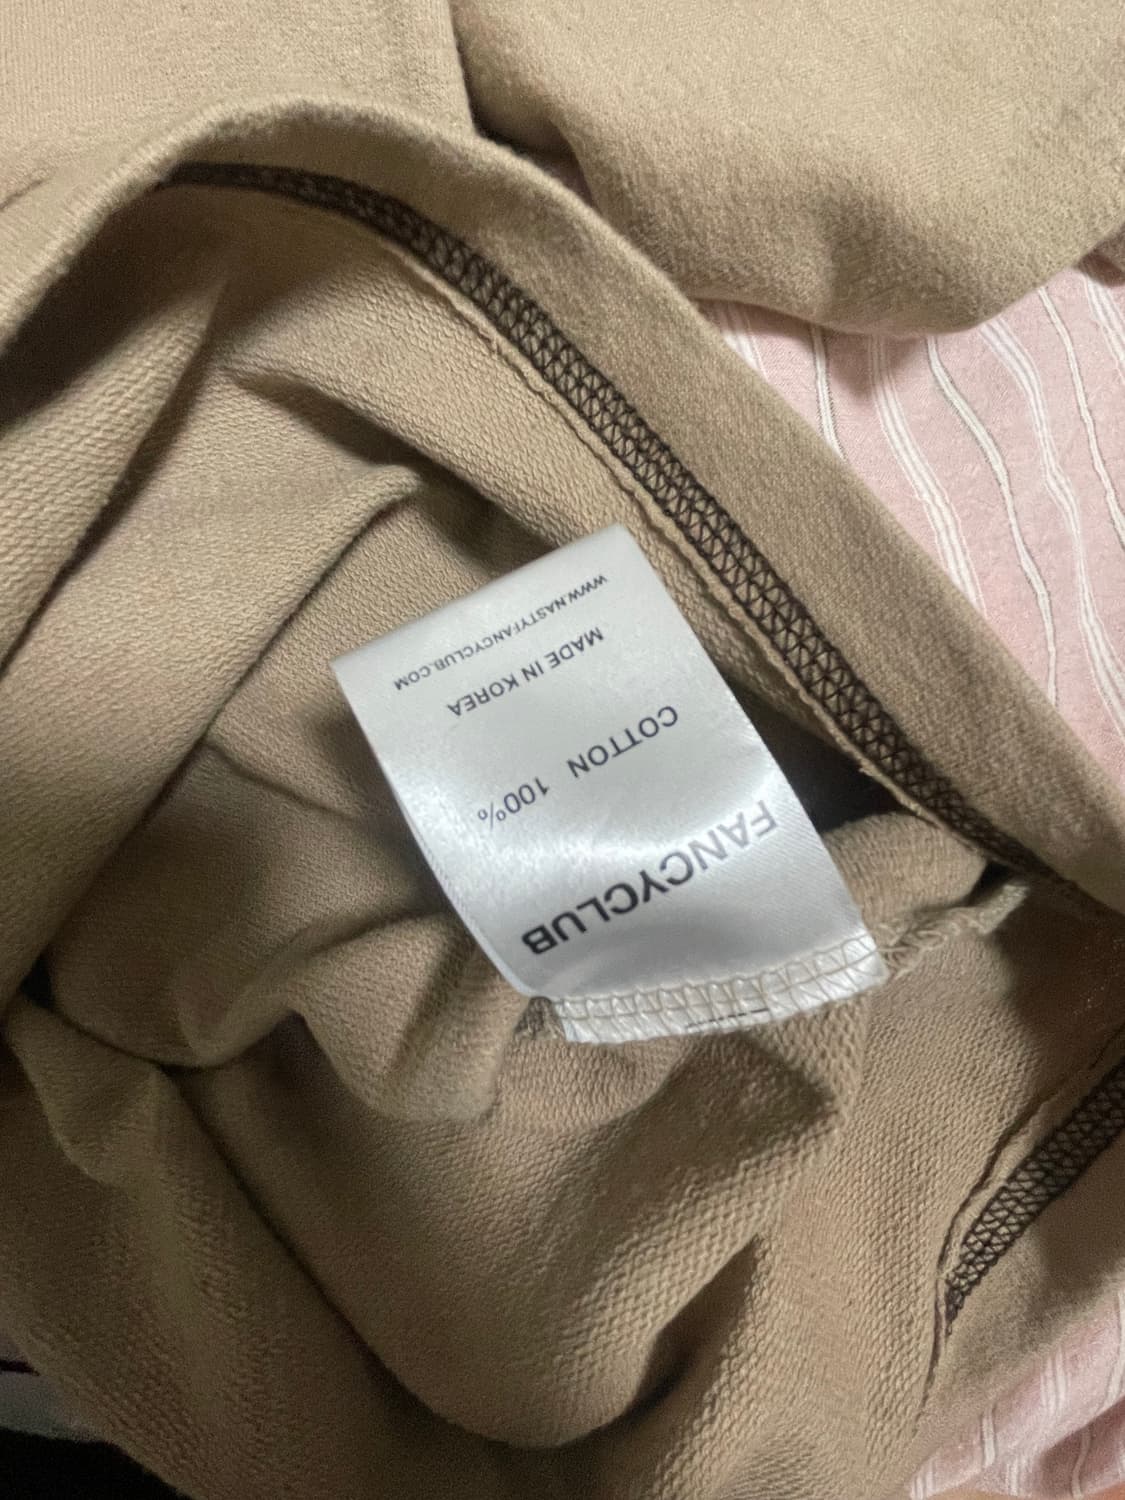 FANCYCLUB
COTTON 100%
MADE IN KOREA
WWW.NASTYFANCYCLUB.COM